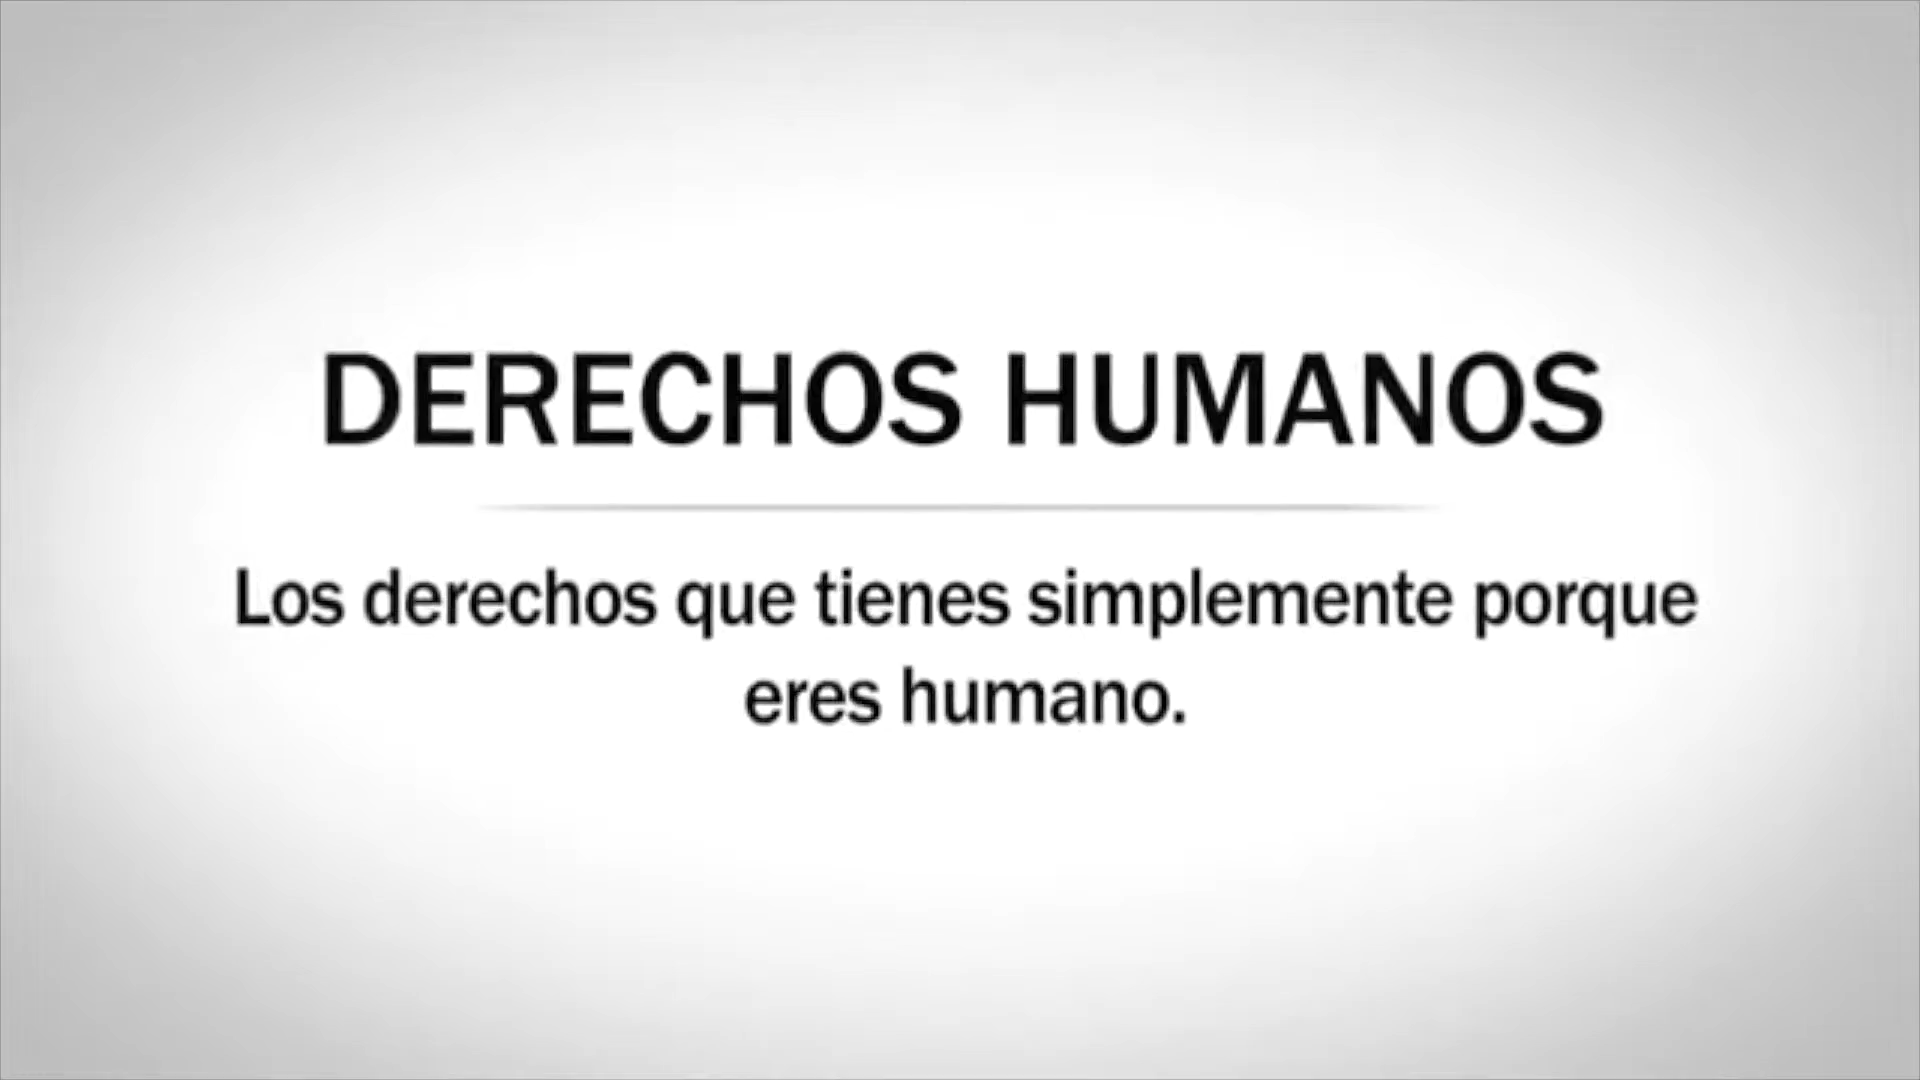 DERECHOS HUMANOS
Los derechos que tienes simplemente porque
eres humano.